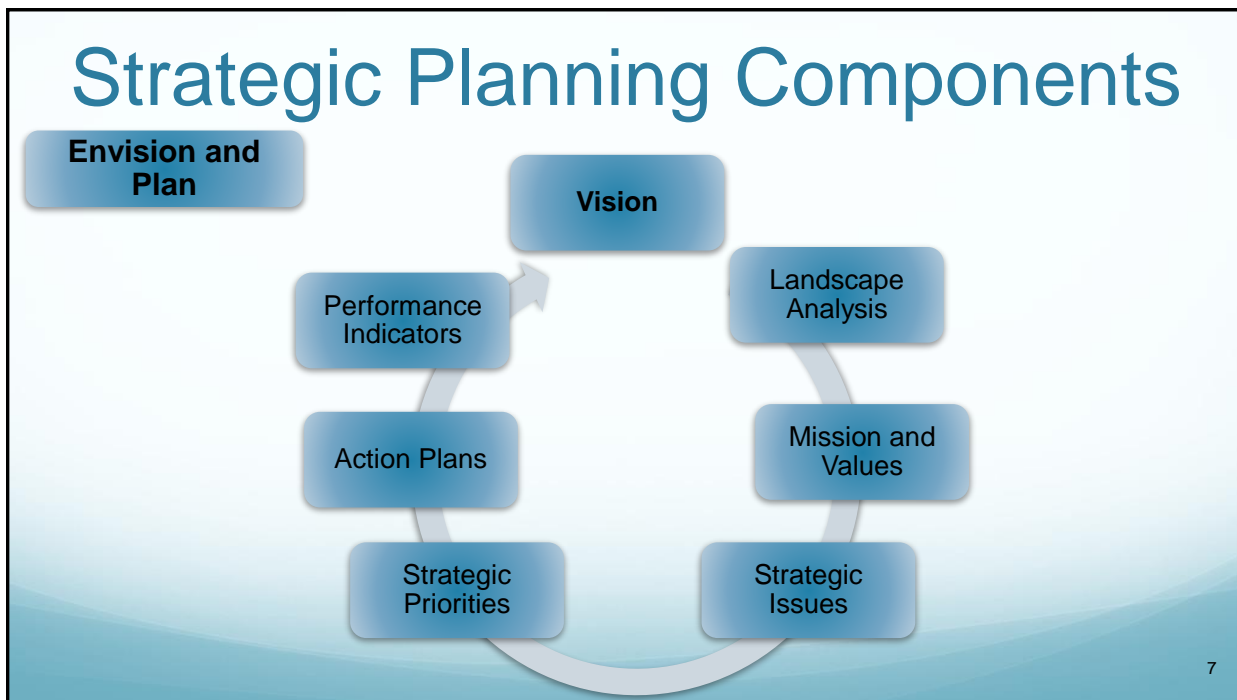 Strategic Planning Components
Envision and
Plan
Vision
Landscape
Analysis
Performance
Indicators
Mission and
Values
Action Plans
Strategic
Issues
Strategic
Priorities
7